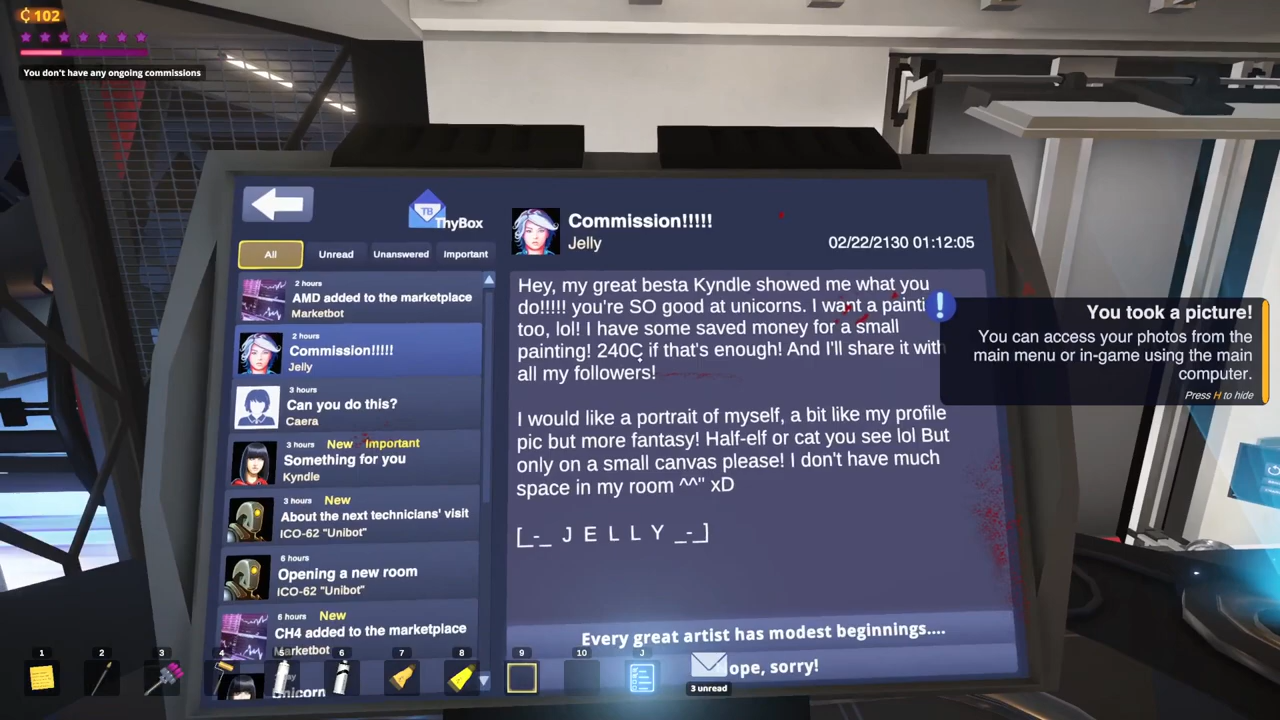 ₵ 102
You don't have any ongoing commissions
TB
ThyBox
All
Unread
Unanswered
Important
2 hours
AMD added to the marketplace
Marketbot
2 hours
Commission!!!!!
Jelly
3 hours
Can you do this?
Caera
3 hours New Important
Something for you
Kyndle
3 hours New
About the next technicians' visit
ICO-62 "Unibot"
6 hours
Opening a new room
ICO-62 "Unibot"
6 hours New
CH4 added to the marketplace
Marketbot
Unicorn
Commission!!!!!
Jelly
02/22/2130 01:12:05
Hey, my great besta Kyndle showed me what you
do!!!!! you're SO good at unicorns. I want a painti
too, lol! I have some saved money for a small
painting! 240₵ if that's enough! And I'll share it with
all my followers!
I would like a portrait of myself, a bit like my profile
pic but more fantasy! Half-elf or cat you see lol But
only on a small canvas please! I don't have much
space in my room ^^" xD
[_-_ J E L L Y _-_]
Every great artist has modest beginnings....
ope, sorry!
You took a picture!
You can access your photos from the
main menu or in-game using the main
computer.
Press H to hide
1
2
3
4
5
6
7
8
9
10
J
3 unread